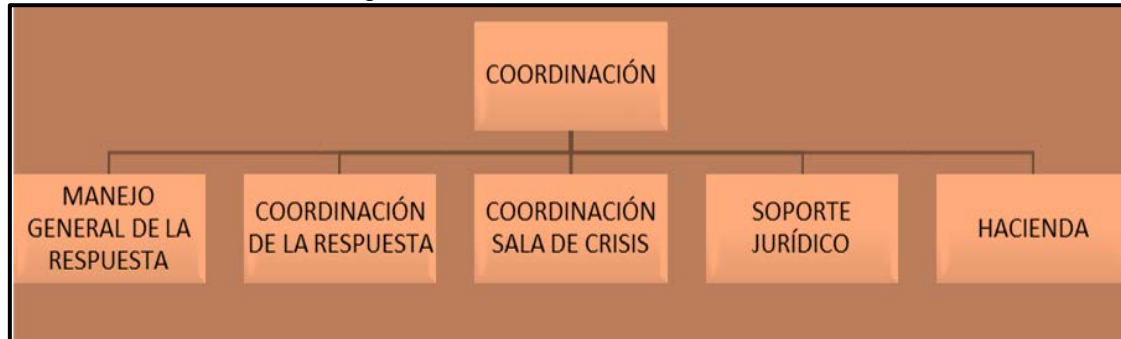 COORDINACIÓN
MANEJO
GENERAL DE LA
RESPUESTA
COORDINACIÓN
DE LA RESPUESTA
COORDINACIÓN
SALA DE CRISIS
SOPORTE
JURÍDICO
HACIENDA